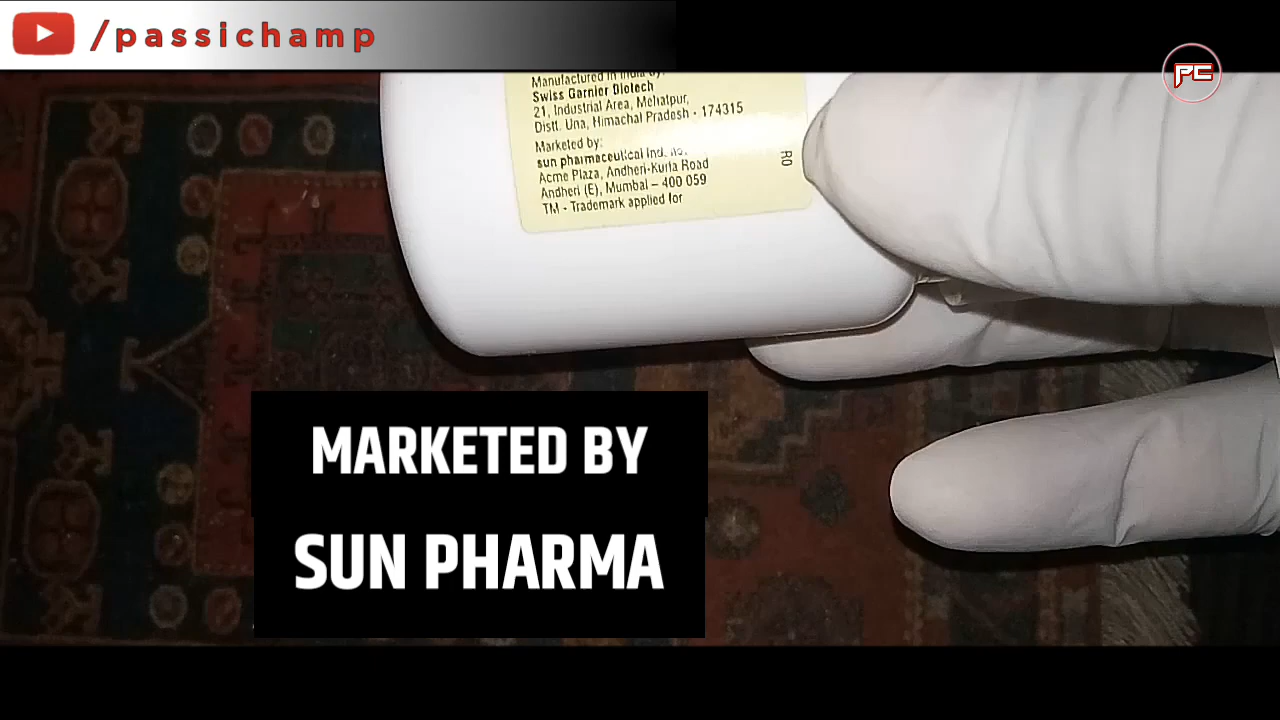 /passichamp
PC
Manufactured in India by:
Swiss Garnier Biotech
21, Industrial Area, Mehatpur,
Distt. Una, Himachal Pradesh - 174315
Marketed by:
sun pharmaceutical Ind.
Acme Plaza, Andheri-Kurla Road
Andheri (E), Mumbai – 400 059
TM - Trademark applied for
R0
MARKETED BY
SUN PHARMA